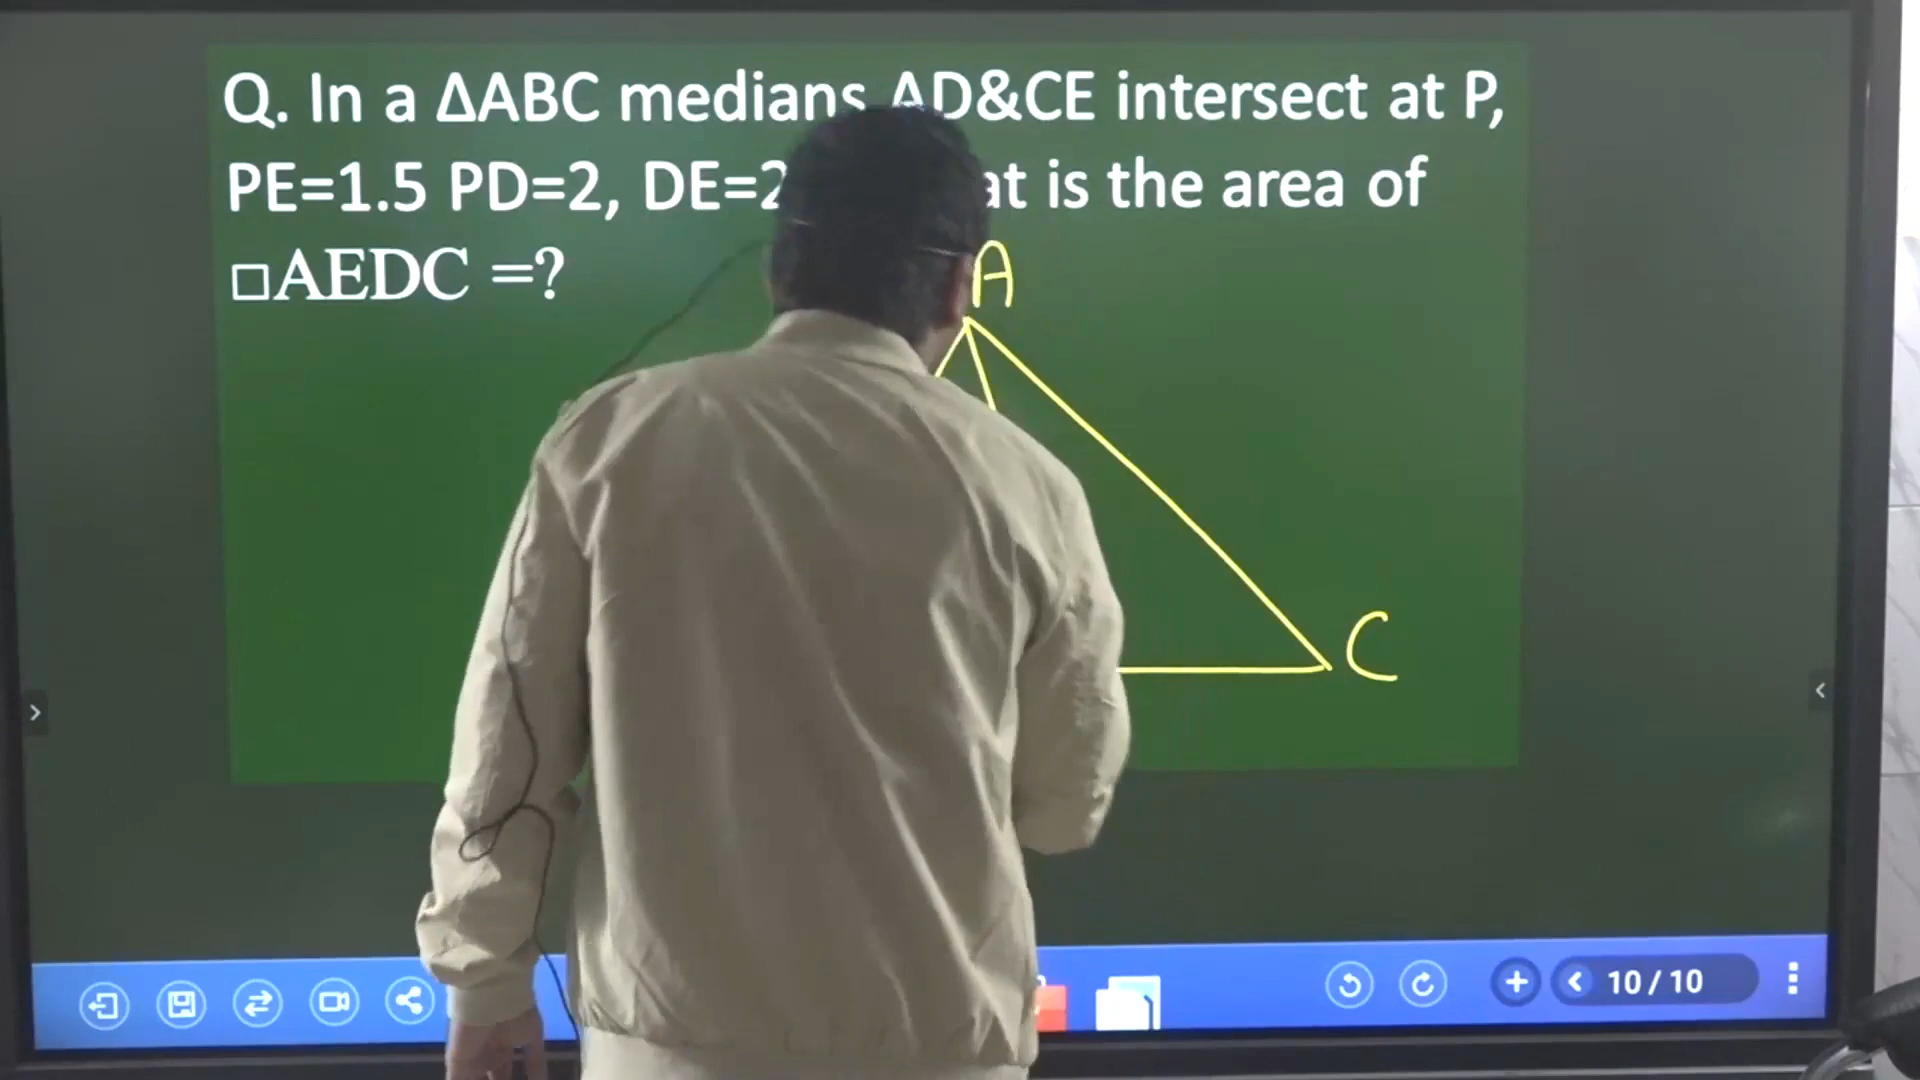 Q. In a ΔABC medians AD&CE intersect at P,
PE=1.5 PD=2, DE=2 is the area of
□AEDC =?
A
C
10 / 10